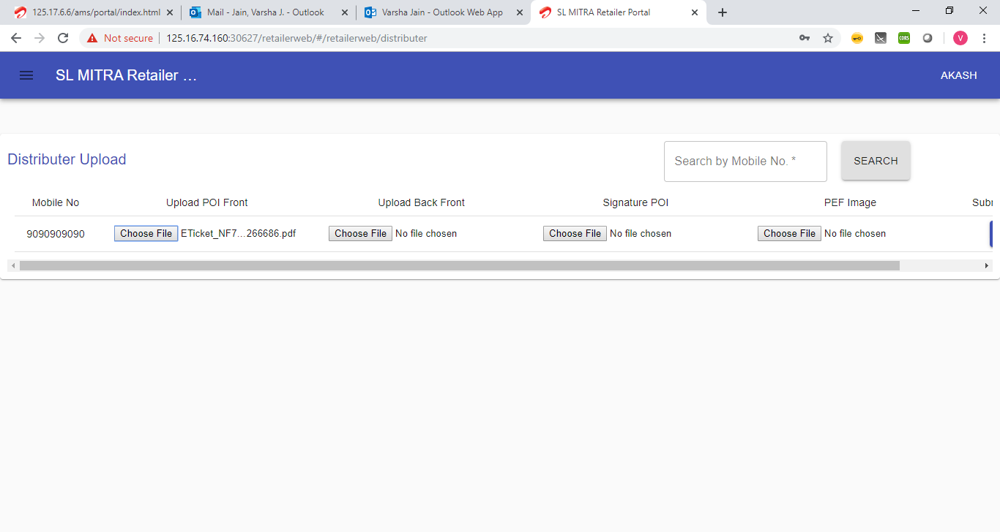 125.17.6.6/ams/portal/index.html
Mail - Jain, Varsha J. - Outlook
Varsha Jain - Outlook Web App
SL MITRA Retailer Portal
Not secure 125.16.74.160:30627/retailerweb/#/retailerweb/distributer
CORS
V
SL MITRA Retailer ...
AKASH
Distributer Upload
Search by Mobile No. *
SEARCH
Mobile No Upload POI Front Upload Back Front Signature POI PEF Image Subr
9090909090 Choose File ETicket_NF7...266686.pdf Choose File No file chosen Choose File No file chosen Choose File No file chosen